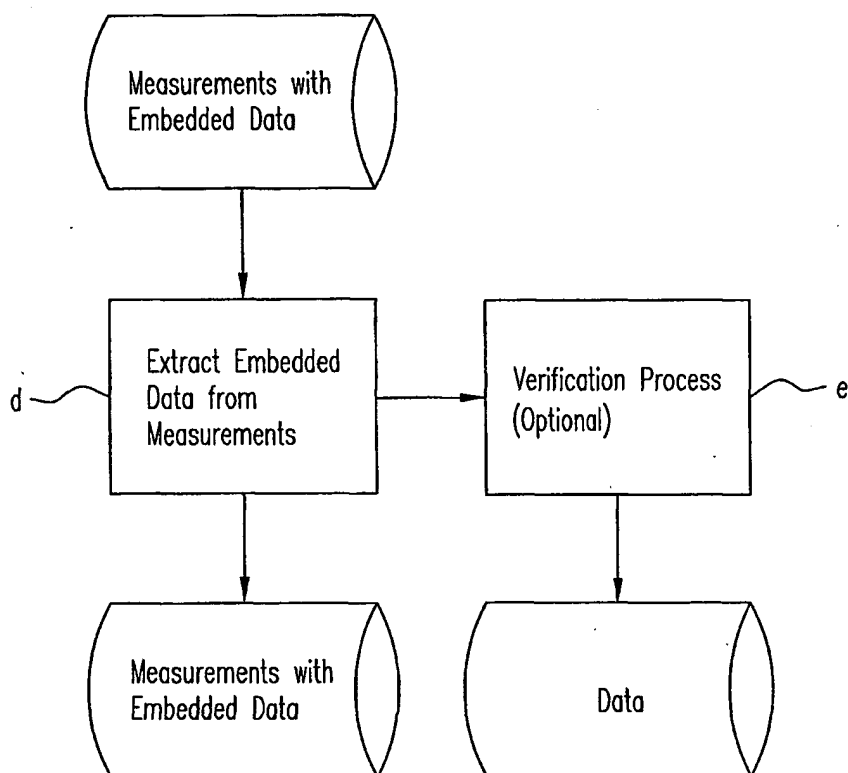 Measurements with
Embedded Data
d
Extract Embedded
Data from
Measurements
Verification Process
(Optional)
e
Measurements with
Embedded Data
Data